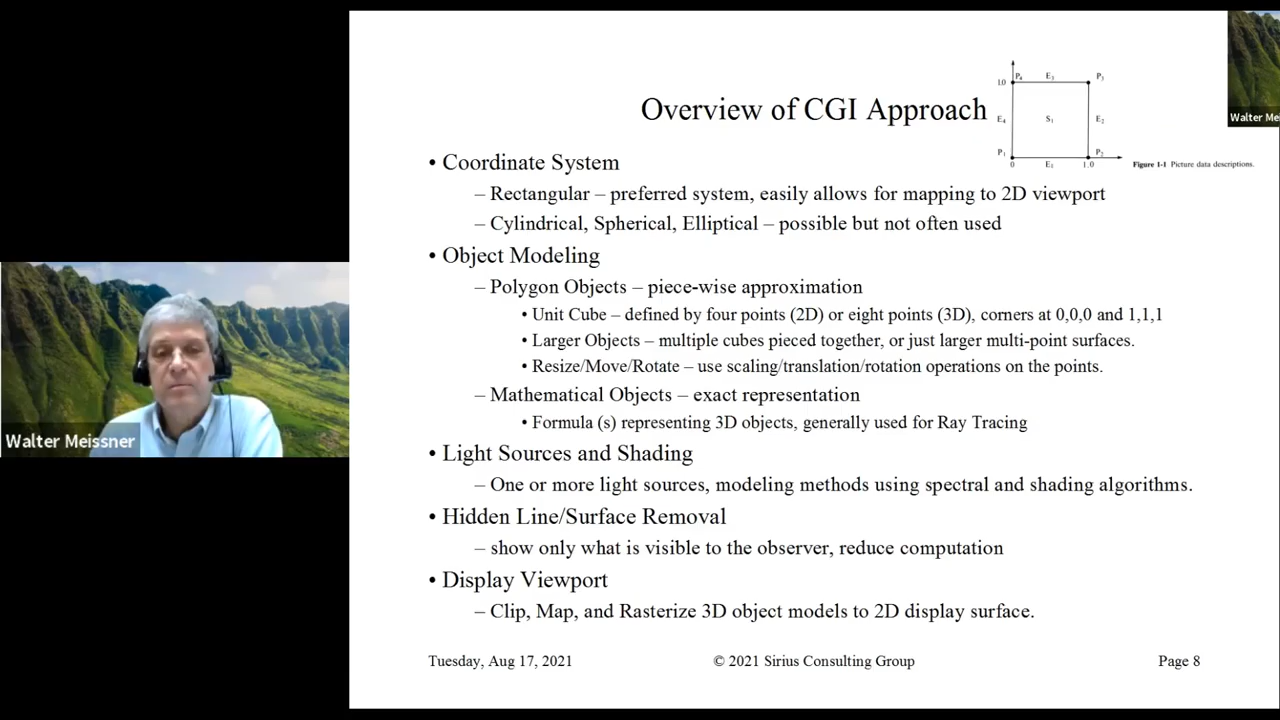 Overview of CGI Approach
1.0
P4
E3
P3
E4
S1
E2
P1
P2
0
E1
1.0
Figure 1-1 Picture data descriptions.
• Coordinate System
– Rectangular – preferred system, easily allows for mapping to 2D viewport
– Cylindrical, Spherical, Elliptical – possible but not often used
• Object Modeling
– Polygon Objects – piece-wise approximation
• Unit Cube – defined by four points (2D) or eight points (3D), corners at 0,0,0 and 1,1,1
• Larger Objects – multiple cubes pieced together, or just larger multi-point surfaces.
• Resize/Move/Rotate – use scaling/translation/rotation operations on the points.
– Mathematical Objects – exact representation
• Formula (s) representing 3D objects, generally used for Ray Tracing
• Light Sources and Shading
– One or more light sources, modeling methods using spectral and shading algorithms.
• Hidden Line/Surface Removal
– show only what is visible to the observer, reduce computation
• Display Viewport
– Clip, Map, and Rasterize 3D object models to 2D display surface.
Tuesday, Aug 17, 2021
© 2021 Sirius Consulting Group
Page 8
Walter Meissner
Walter Mei